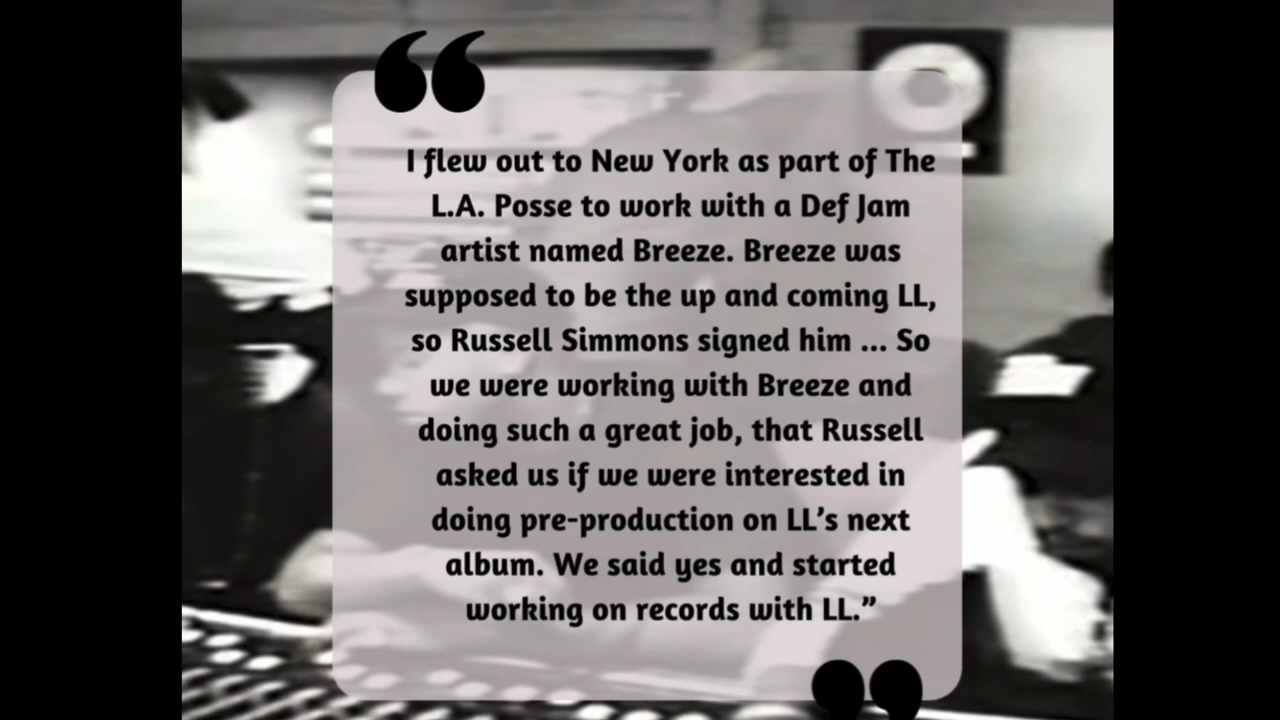 “
I flew out to New York as part of The
L.A. Posse to work with a Def Jam
artist named Breeze. Breeze was
supposed to be the up and coming LL,
so Russell Simmons signed him ... So
we were working with Breeze and
doing such a great job, that Russell
asked us if we were interested in
doing pre-production on LL’s next
album. We said yes and started
working on records with LL.”
”